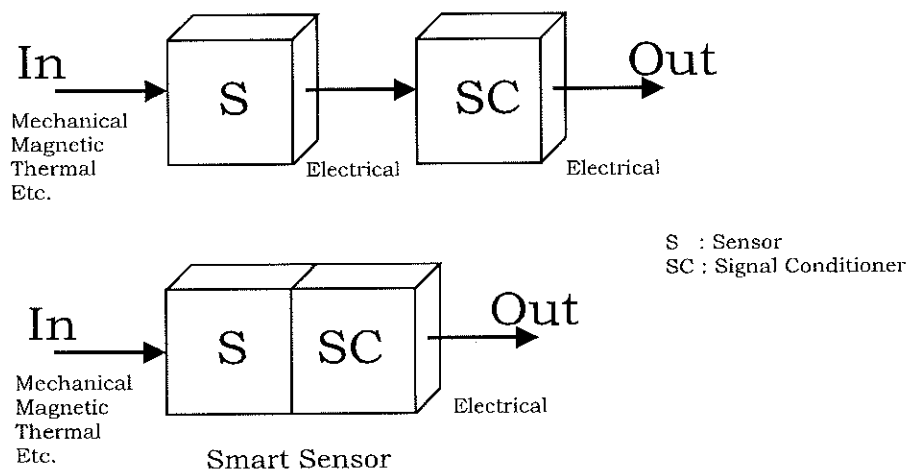 In
S
SC
Out
Mechanical
Magnetic
Thermal
Etc.
Electrical
Electrical
S : Sensor
SC : Signal Conditioner
In
S
SC
Out
Mechanical
Magnetic
Thermal
Etc.
Electrical
Smart Sensor